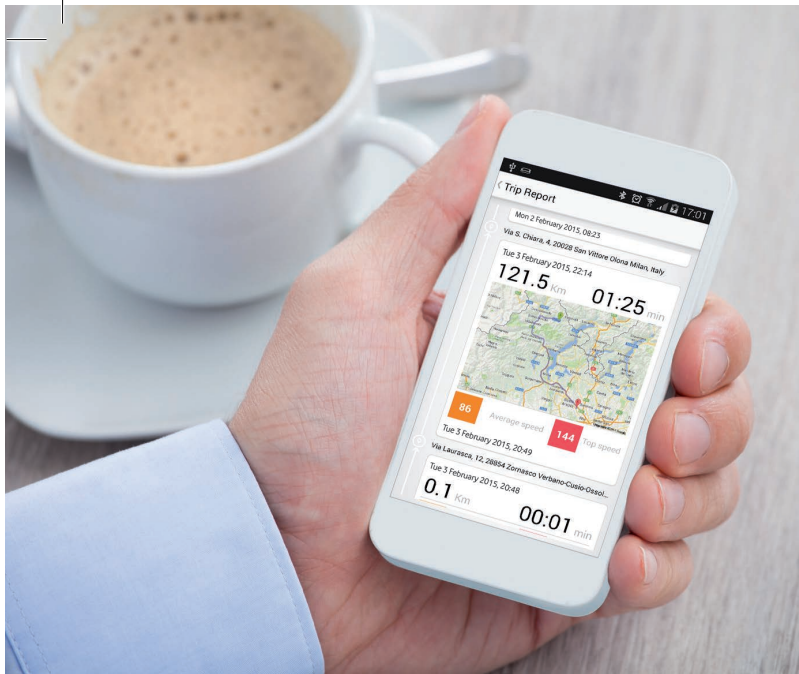 17:01
Trip Report
Mon 2 February 2015, 08:23
Via S. Chiara, 4, 20028 San Vittore Olona Milan, Italy
Tue 3 February 2015, 22:14
121.5 Km 01:25 min
86 Average speed 144 Top speed
Tue 3 February 2015, 20:49
Via Laurasca, 12, 28854 Zornasco Verbano-Cusio-Ossol...
Tue 3 February 2015, 20:48
0.1 Km 00:01 min